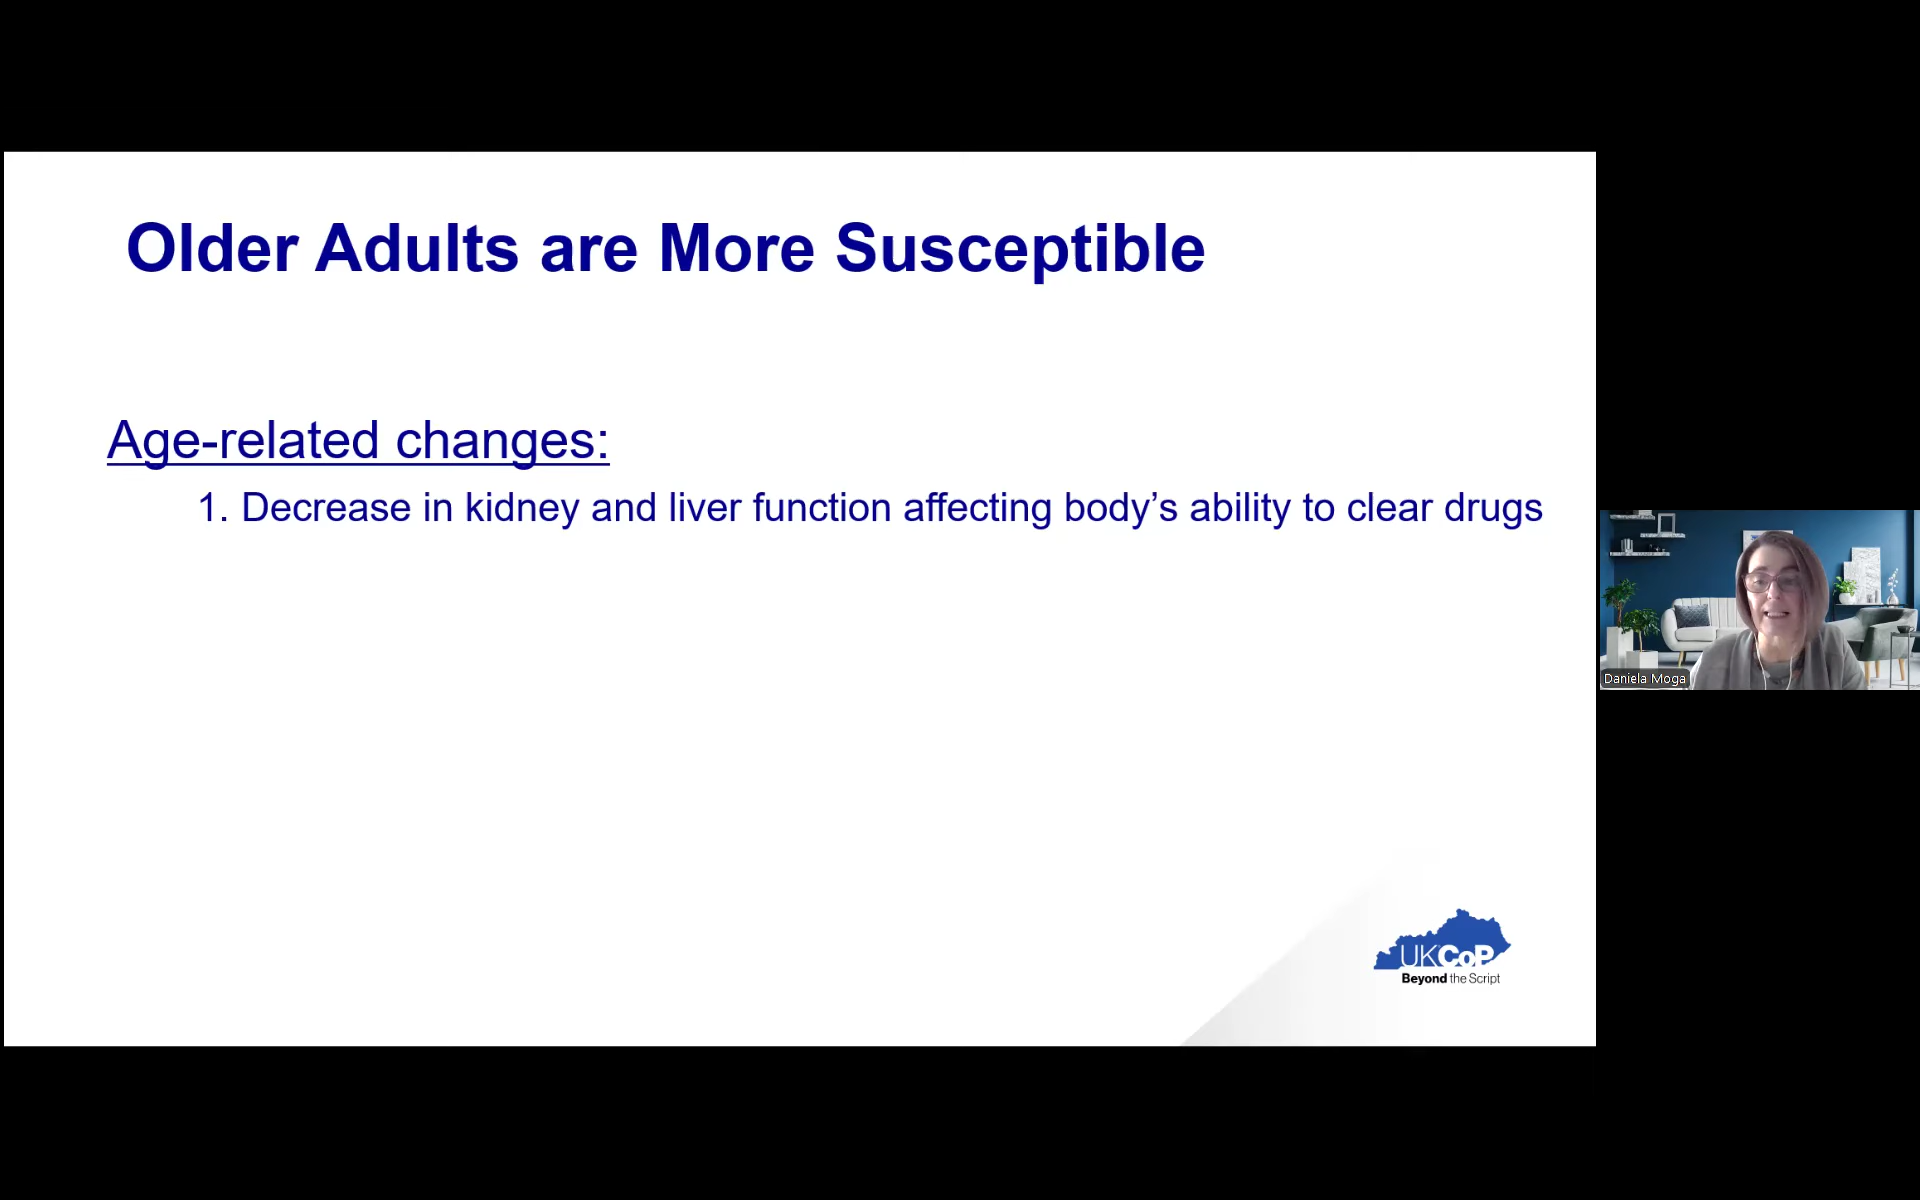 Older Adults are More Susceptible
Age-related changes:
1. Decrease in kidney and liver function affecting body’s ability to clear drugs
UKCoP
Beyond the Script
Daniela Moga